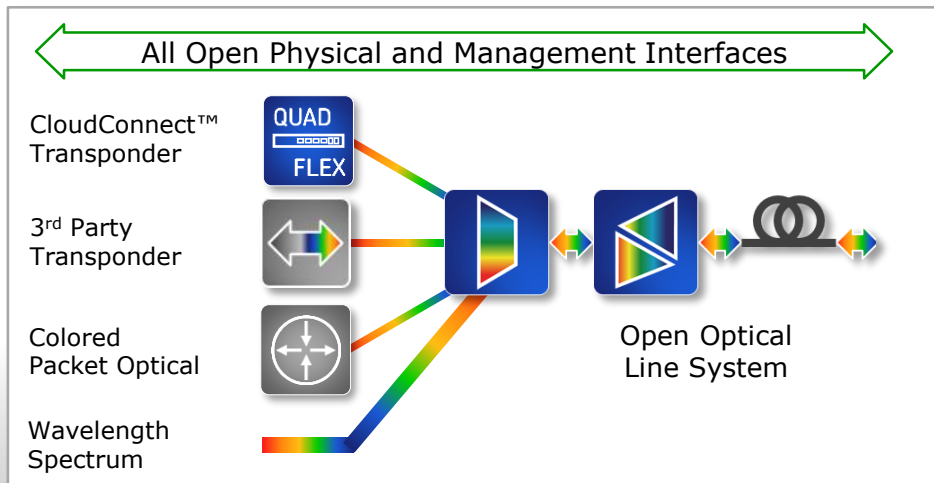 All Open Physical and Management Interfaces
CloudConnect™
Transponder
QUAD
FLEX
3rd Party
Transponder
Colored
Packet Optical
Open Optical
Line System
Wavelength
Spectrum